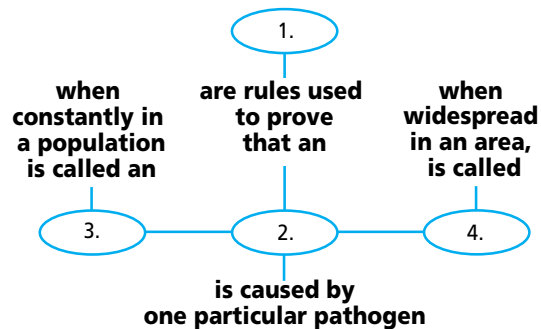 1.
when
constantly in
a population
is called an
are rules used
to prove
that an
when
widespread
in an area,
is called
3.
2.
4.
is caused by
one particular pathogen